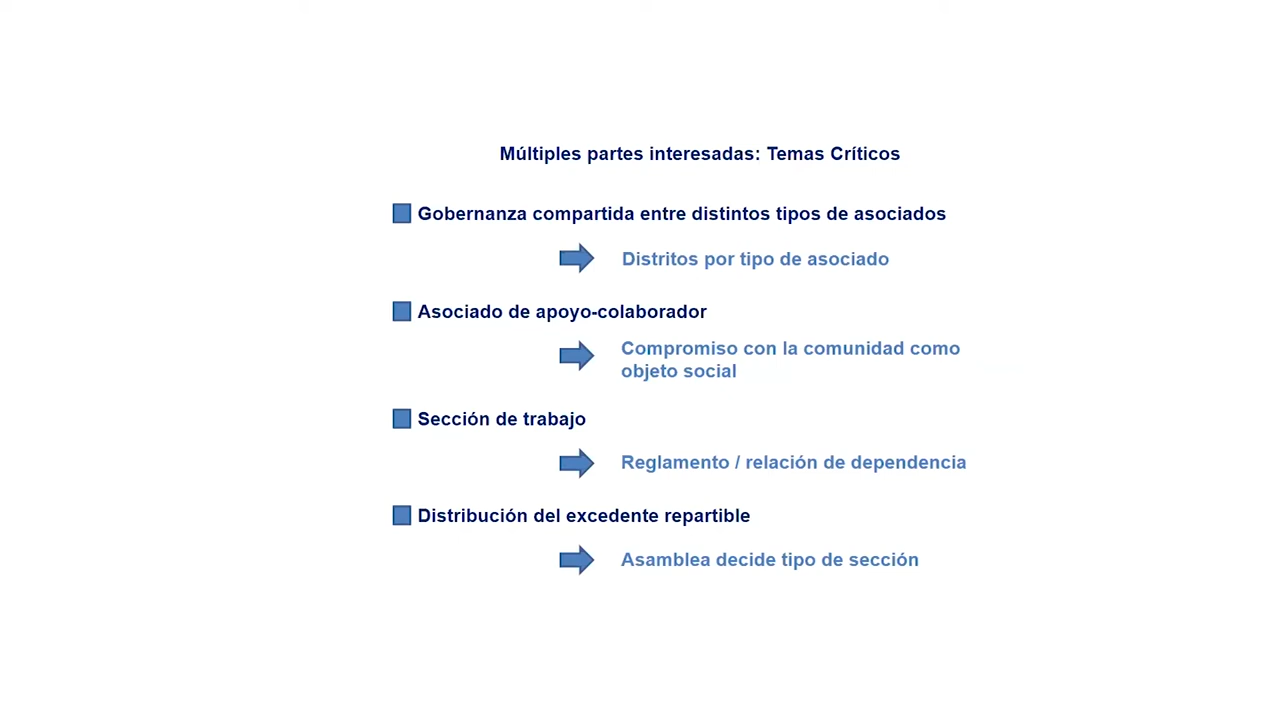 Múltiples partes interesadas: Temas Críticos
Gobernanza compartida entre distintos tipos de asociados
Distritos por tipo de asociado
Asociado de apoyo-colaborador
Compromiso con la comunidad como
objeto social
Sección de trabajo
Reglamento / relación de dependencia
Distribución del excedente repartible
Asamblea decide tipo de sección